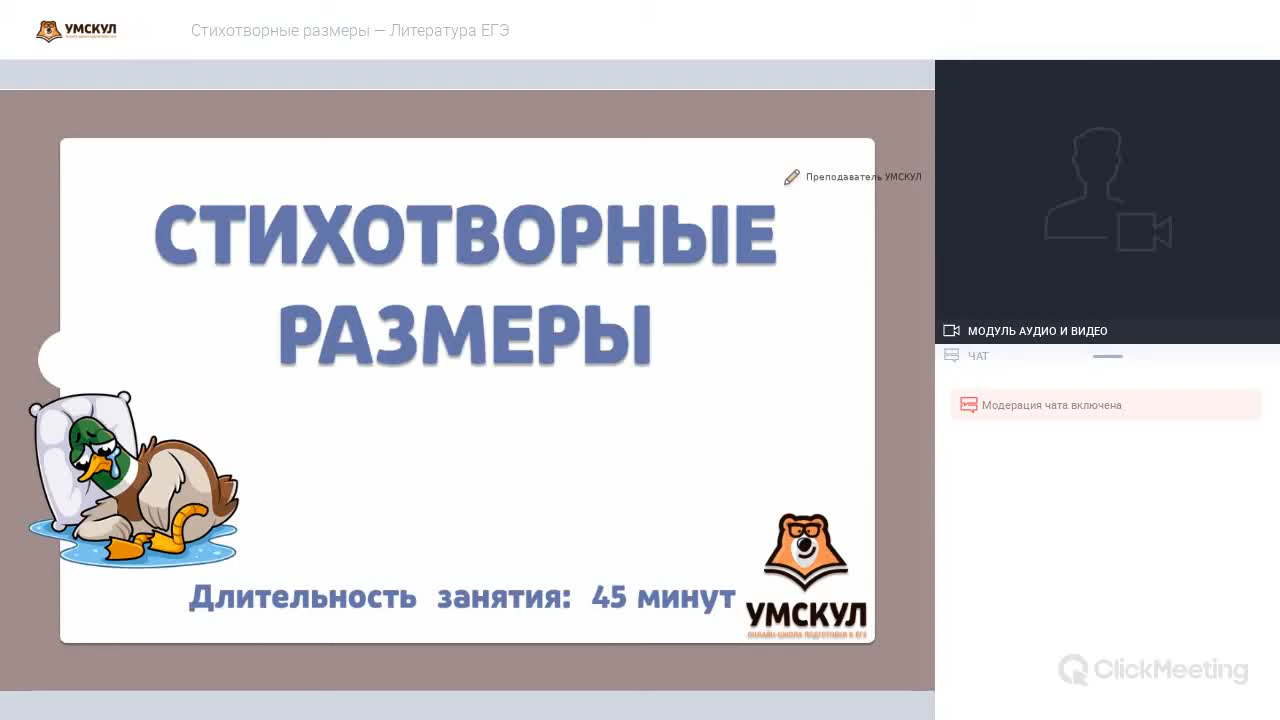 УМСКУЛ
Стихотворные размеры — Литература ЕГЭ
Преподаватель УМСКУЛ
СТИХОТВОРНЫЕ
РАЗМЕРЫ
Длительность занятия: 45 минут
УМСКУЛ
ОНЛАЙН-ШКОЛА ПОДГОТОВКИ К ЕГЭ
МОДУЛЬ АУДИО И ВИДЕО
ЧАТ
Модерация чата включена
ClickMeeting